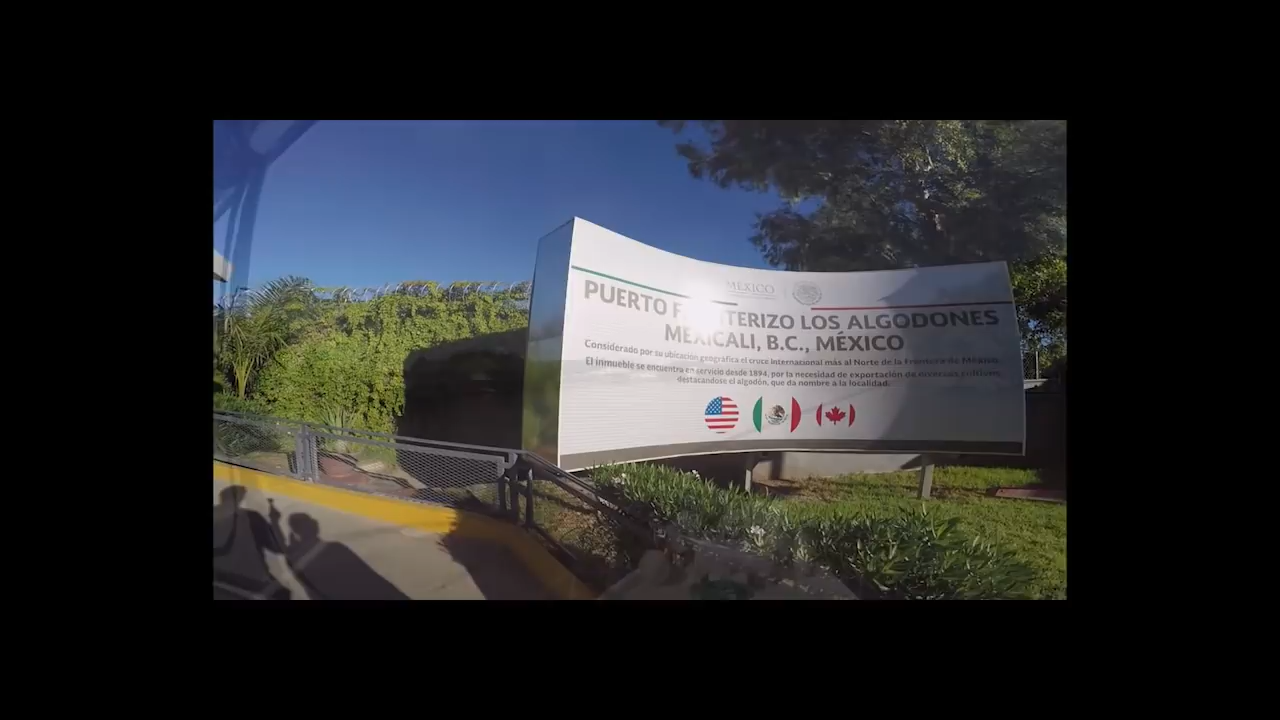 MÉXICO
PUERTO F TERIZO LOS ALGODONES
MEXICALI, B.C., MÉXICO
Considerado por su ubicación geográfica el cruce internacional más al Norte de la Frontera de México.
El inmueble se encuentra en servicio desde 1894, por la necesidad de exportación de diversos cultivos,
destacándose el algodón, que da nombre a la localidad.